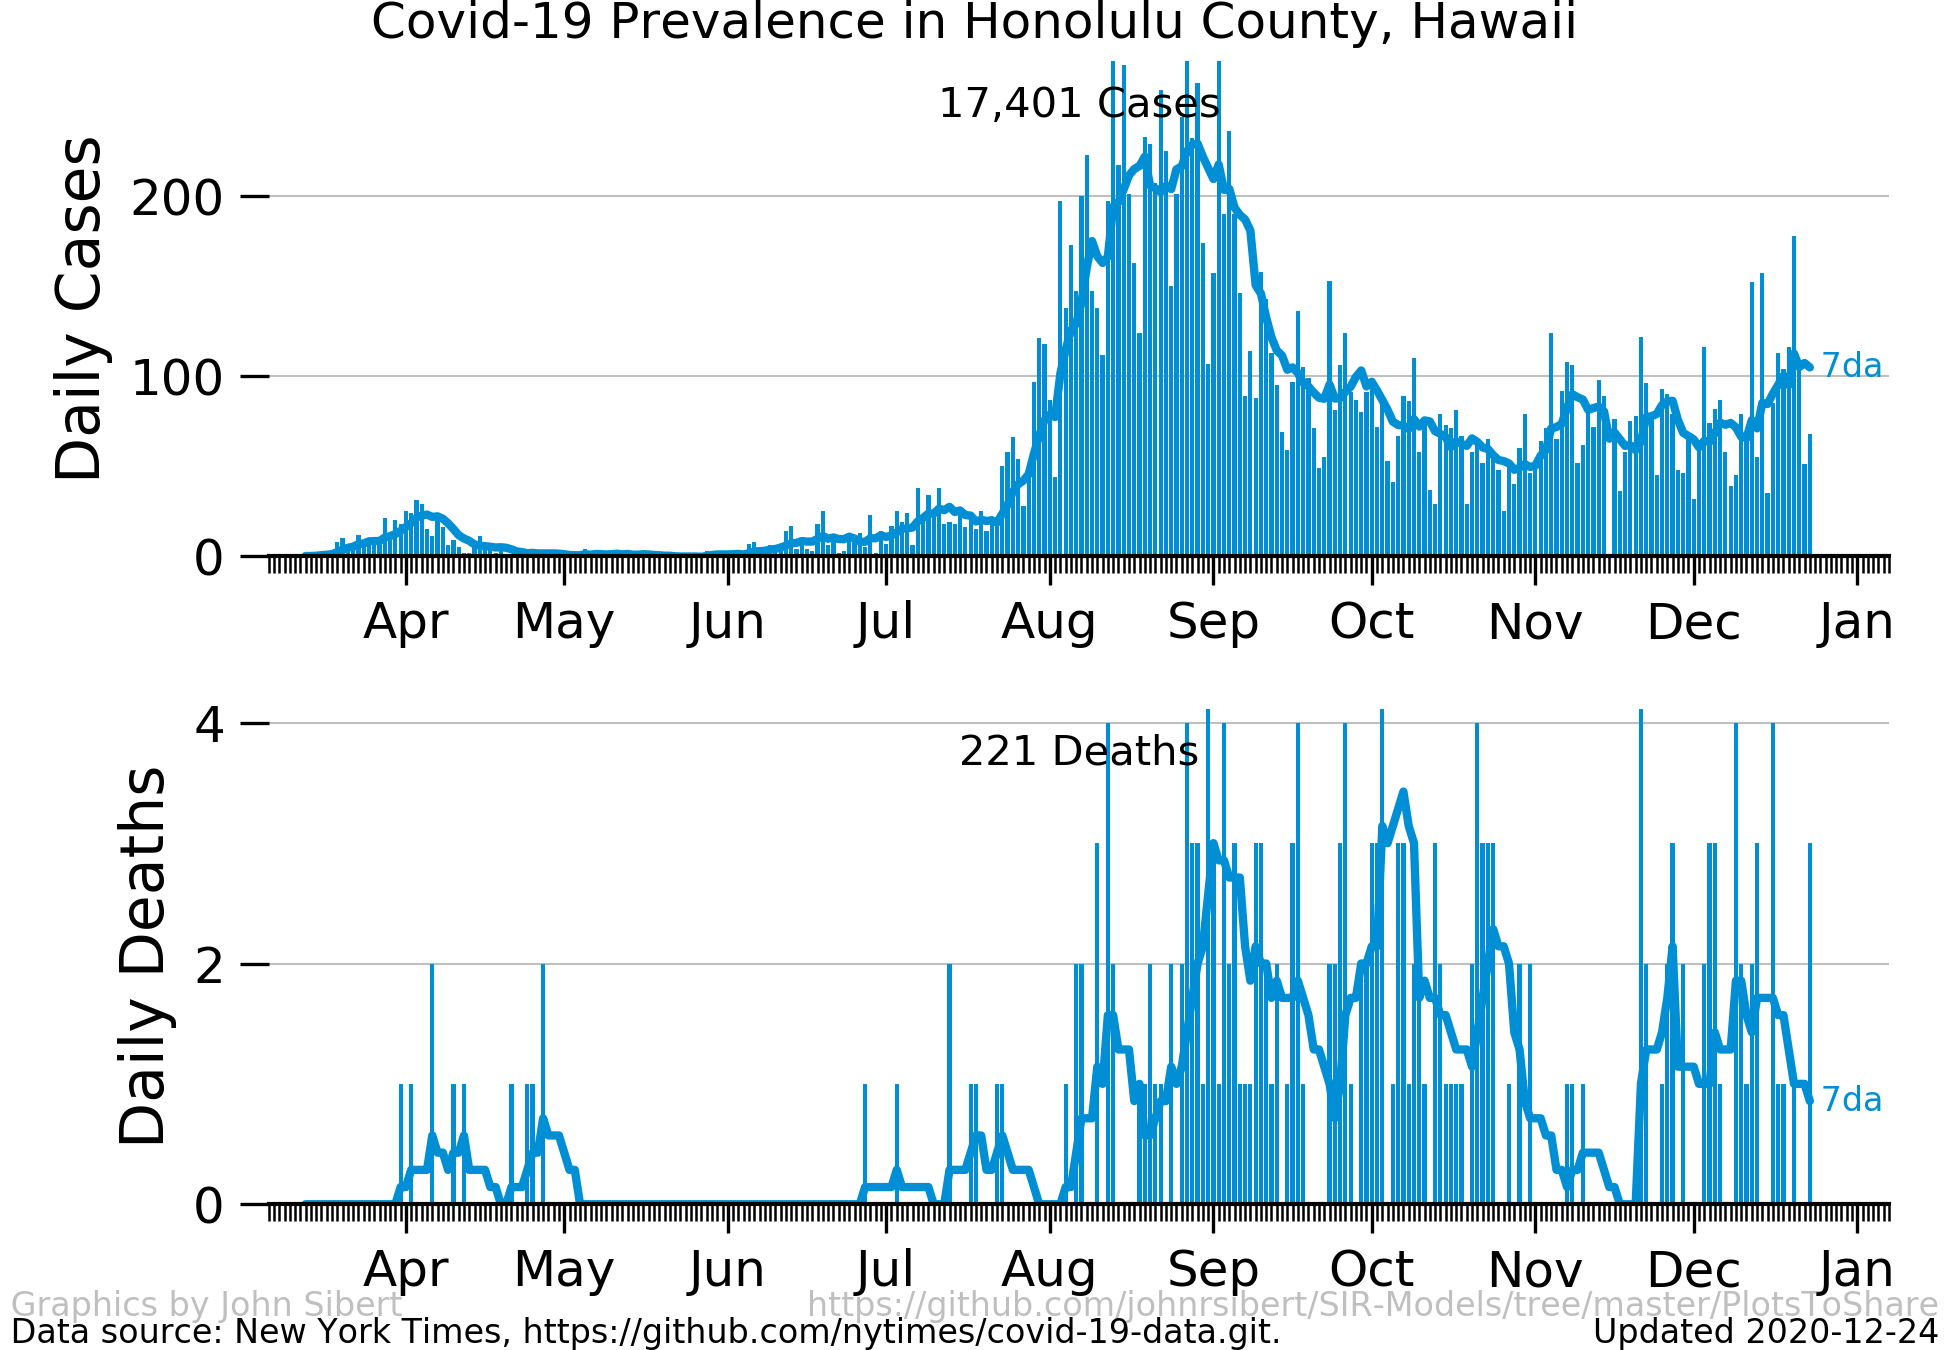 Covid-19 Prevalence in Honolulu County, Hawaii
17,401 Cases
Daily Cases
200
100
0
7da
Apr May Jun Jul Aug Sep Oct Nov Dec Jan
221 Deaths
Daily Deaths
4
2
0
7da
Apr May Jun Jul Aug Sep Oct Nov Dec Jan
Graphics by John Sibert https://github.com/johnrsibert/SIR-Models/tree/master/PlotsToShare
Data source: New York Times, https://github.com/nytimes/covid-19-data.git. Updated 2020-12-24